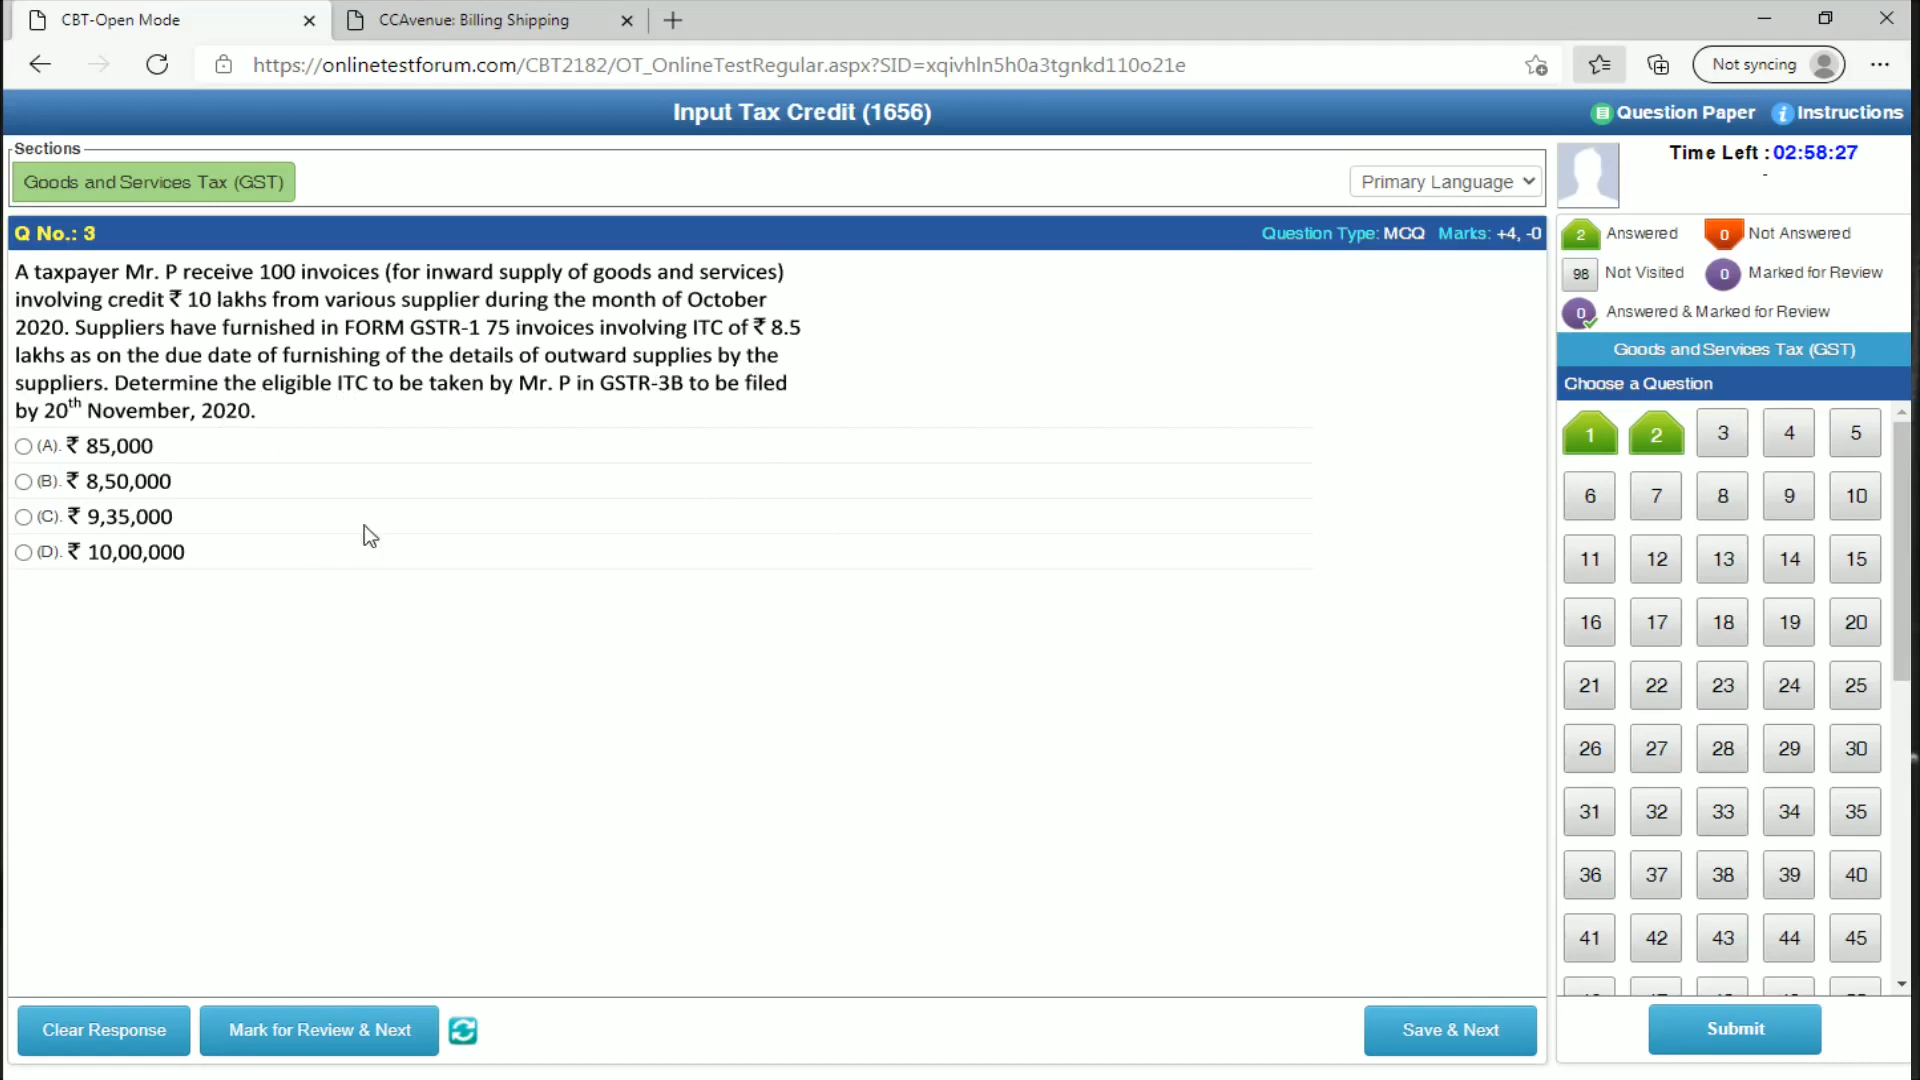 CBT-Open Mode
CCAvenue: Billing Shipping
https://onlinetestforum.com/CBT2182/OT_OnlineTestRegular.aspx?SID=xqivhln5h0a3tgnkd110o21e
Not syncing
Input Tax Credit (1656)
Question Paper
Instructions
Sections
Goods and Services Tax (GST)
Primary Language
Time Left : 02:58:27
-
Q No.: 3
Question Type: MCQ Marks: +4, -0
A taxpayer Mr. P receive 100 invoices (for inward supply of goods and services)
involving credit ₹ 10 lakhs from various supplier during the month of October
2020. Suppliers have furnished in FORM GSTR-1 75 invoices involving ITC of ₹ 8.5
lakhs as on the due date of furnishing of the details of outward supplies by the
suppliers. Determine the eligible ITC to be taken by Mr. P in GSTR-3B to be filed
by 20th November, 2020.
(A). ₹ 85,000
(B). ₹ 8,50,000
(C). ₹ 9,35,000
(D). ₹ 10,00,000
2 Answered
0 Not Answered
98 Not Visited
0 Marked for Review
0 Answered & Marked for Review
Goods and Services Tax (GST)
Choose a Question
1 2 3 4 5
6 7 8 9 10
11 12 13 14 15
16 17 18 19 20
21 22 23 24 25
26 27 28 29 30
31 32 33 34 35
36 37 38 39 40
41 42 43 44 45
Clear Response
Mark for Review & Next
Save & Next
Submit